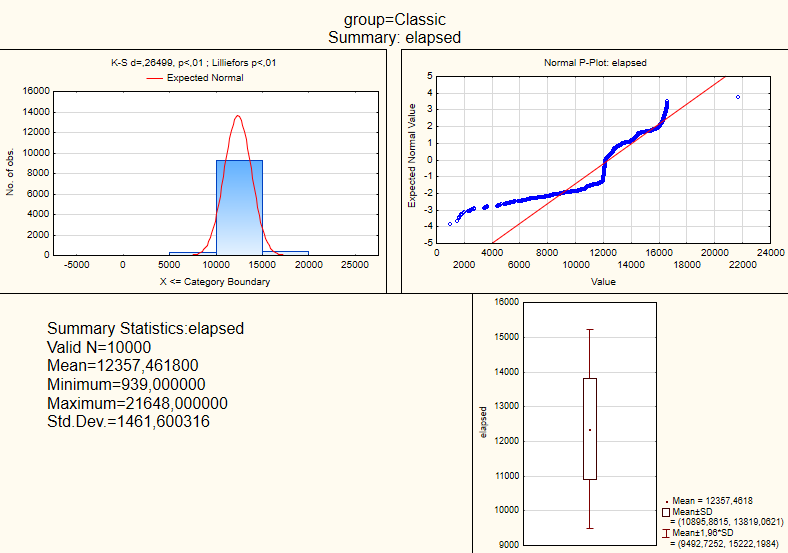 group=Classic
Summary: elapsed
K-S d=,26499, p<,01 ; Lilliefors p<,01
Expected Normal
No. of obs.
16000
14000
12000
10000
8000
6000
4000
2000
0
-5000 0 5000 10000 15000 20000 25000
X <= Category Boundary
Normal P-Plot: elapsed
Expected Normal Value
5
4
3
2
1
0
-1
-2
-3
-4
-5
0 4000 8000 12000 16000 20000 24000
2000 6000 10000 14000 18000 22000
Value
Summary Statistics:elapsed
Valid N=10000
Mean=12357,461800
Minimum=939,000000
Maximum=21648,000000
Std.Dev.=1461,600316
elapsed
16000
15000
14000
13000
12000
11000
10000
9000
Mean = 12357,4618
Mean±SD
= (10895,8615, 13819,0621)
Mean±1,96*SD
= (9492,7252, 15222,1984)